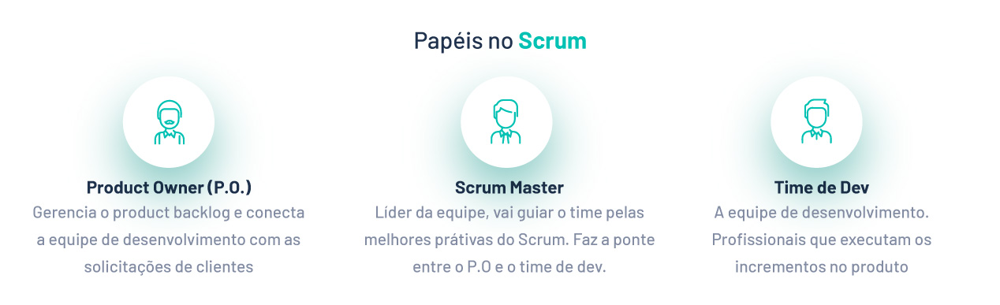 Papéis no Scrum
Product Owner (P.O.)
Gerencia o product backlog e conecta
a equipe de desenvolvimento com as
solicitações de clientes
Scrum Master
Líder da equipe, vai guiar o time pelas
melhores prátivas do Scrum. Faz a ponte
entre o P.O e o time de dev.
Time de Dev
A equipe de desenvolvimento.
Profissionais que executam os
incrementos no produto